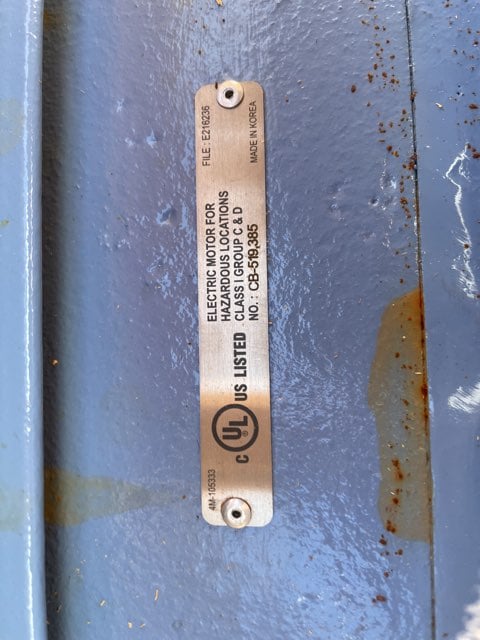 FILE : E216236
MADE IN KOREA
ELECTRIC MOTOR FOR
HAZARDOUS LOCATIONS
CLASS I GROUP C & D
NO. : CB-519,385
C UL US LISTED
4M-105333